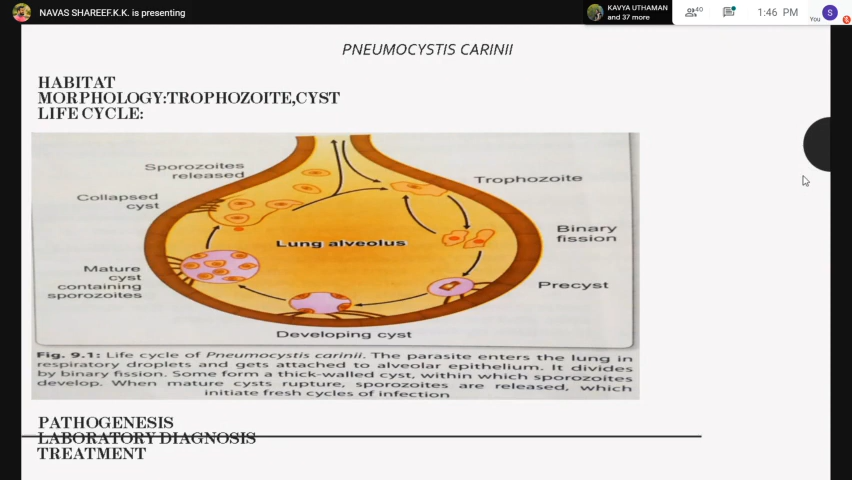 NAVAS SHAREEF.K.K. is presenting
KAVYA UTHAMAN
and 37 more
40
1:46 PM
You
S
PNEUMOCYSTIS CARINII
HABITAT
MORPHOLOGY:TROPHOZOITE,CYST
LIFE CYCLE:
Sporozoites
released
Trophozoite
Collapsed
cyst
Binary
fission
Lung alveolus
Mature
cyst
containing
sporozoites
Precyst
Developing cyst
Fig. 9.1: Life cycle of Pneumocystis carinii. The parasite enters the lung in
respiratory droplets and gets attached to alveolar epithelium. It divides
by binary fission. Some form a thick-walled cyst, within which sporozoites
develop. When mature cysts rupture, sporozoites are released, which
initiate fresh cycles of infection
PATHOGENESIS
LABORATORY DIAGNOSIS
TREATMENT